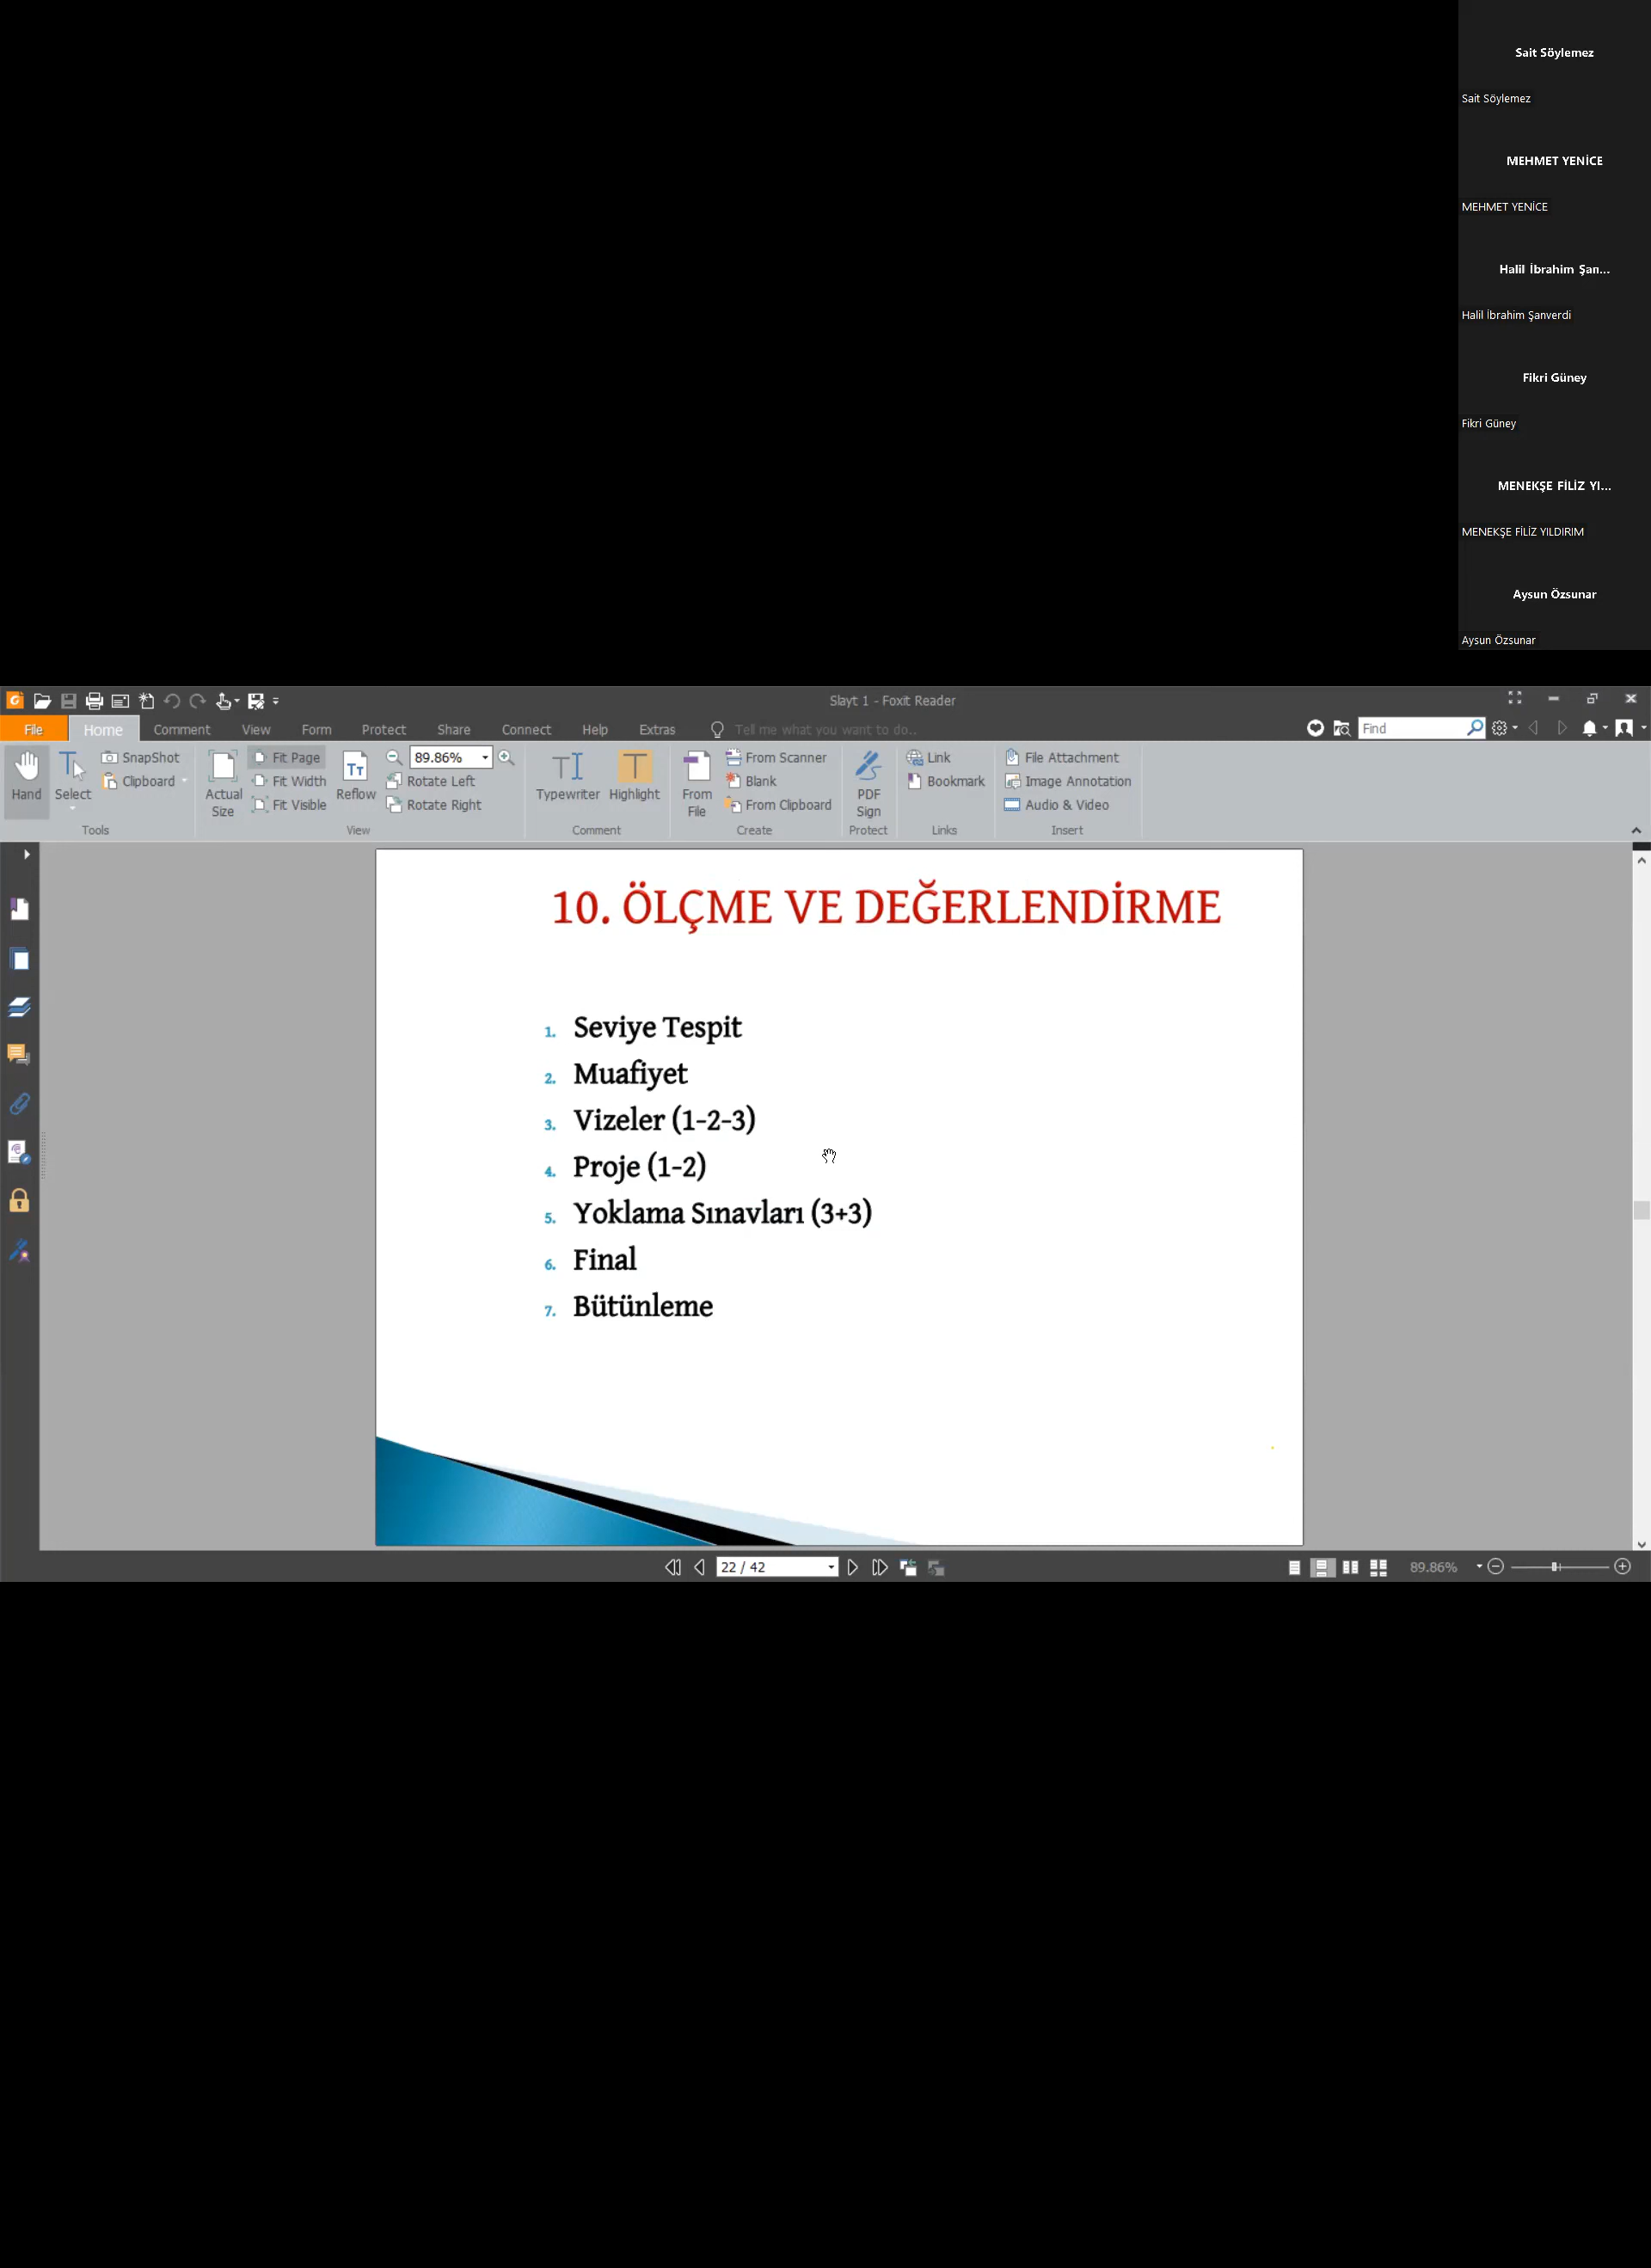 Sait Söylemez
Sait Söylemez
MEHMET YENİCE
MEHMET YENİCE
Halil İbrahim Şan...
Halil İbrahim Şanverdi
Fikri Güney
Fikri Güney
MENEKŞE FİLİZ YI...
MENEKŞE FİLİZ YILDIRIM
Aysun Özsunar
Aysun Özsunar
Slayt 1 - Foxit Reader
File Home Comment View Form Protect Share Connect Help Extras Tell me what you want to do.. Find
SnapShot Fit Page 89.86% From Scanner Link File Attachment
Clipboard Fit Width Rotate Left Blank Bookmark Image Annotation
Hand Select Actual Size Fit Visible Reflow Rotate Right Typewriter Highlight From File From Clipboard PDF Sign Audio & Video
Tools View Comment Create Protect Links Insert
10. ÖLÇME VE DEĞERLENDİRME
1. Seviye Tespit
2. Muafiyet
3. Vizeler (1-2-3)
4. Proje (1-2)
5. Yoklama Sınavları (3+3)
6. Final
7. Bütünleme
22 / 42 89.86%